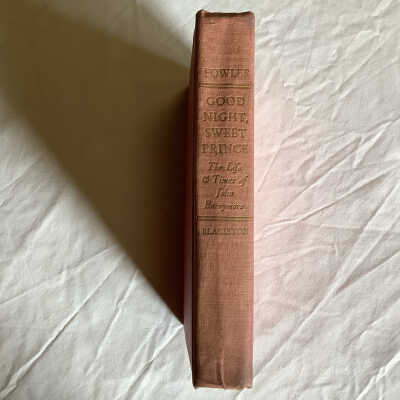 FOWLER
GOOD
NIGHT,
SWEET
PRINCE
The Life
& Times of
John
Barrymore
BLAKISTON